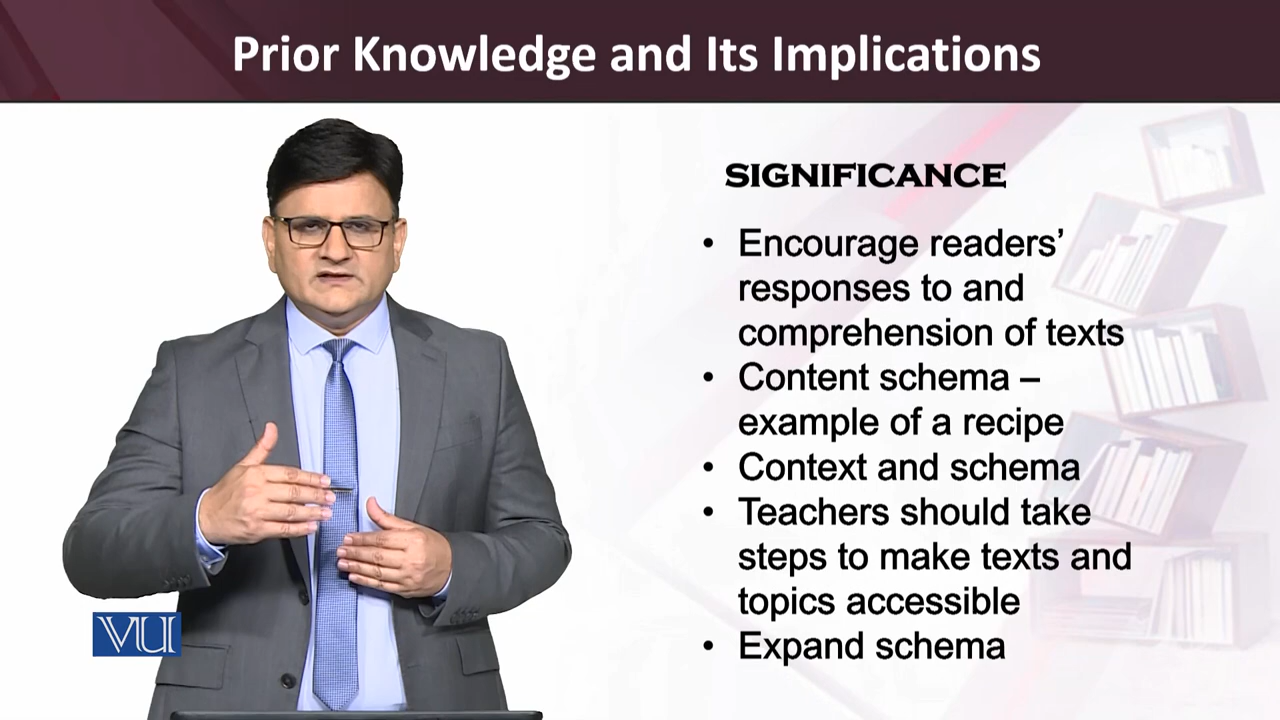 Prior Knowledge and Its Implications
SIGNIFICANCE
• Encourage readers’
responses to and
comprehension of texts
• Content schema –
example of a recipe
• Context and schema
• Teachers should take
steps to make texts and
topics accessible
• Expand schema
VU